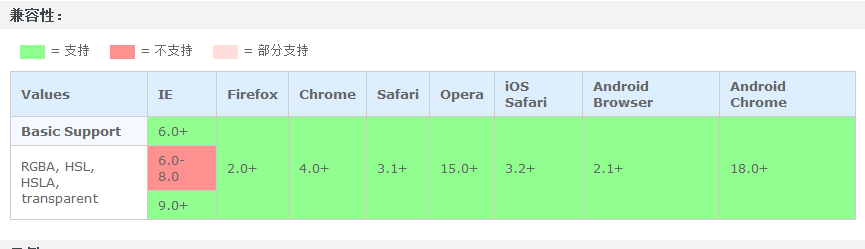 兼容性：
= 支持 = 不支持 = 部分支持
Values IE Firefox Chrome Safari Opera iOS Safari Android Browser Android Chrome
Basic Support 6.0+
RGBA, HSL, HSLA, transparent 6.0-8.0 2.0+ 4.0+ 3.1+ 15.0+ 3.2+ 2.1+ 18.0+
9.0+